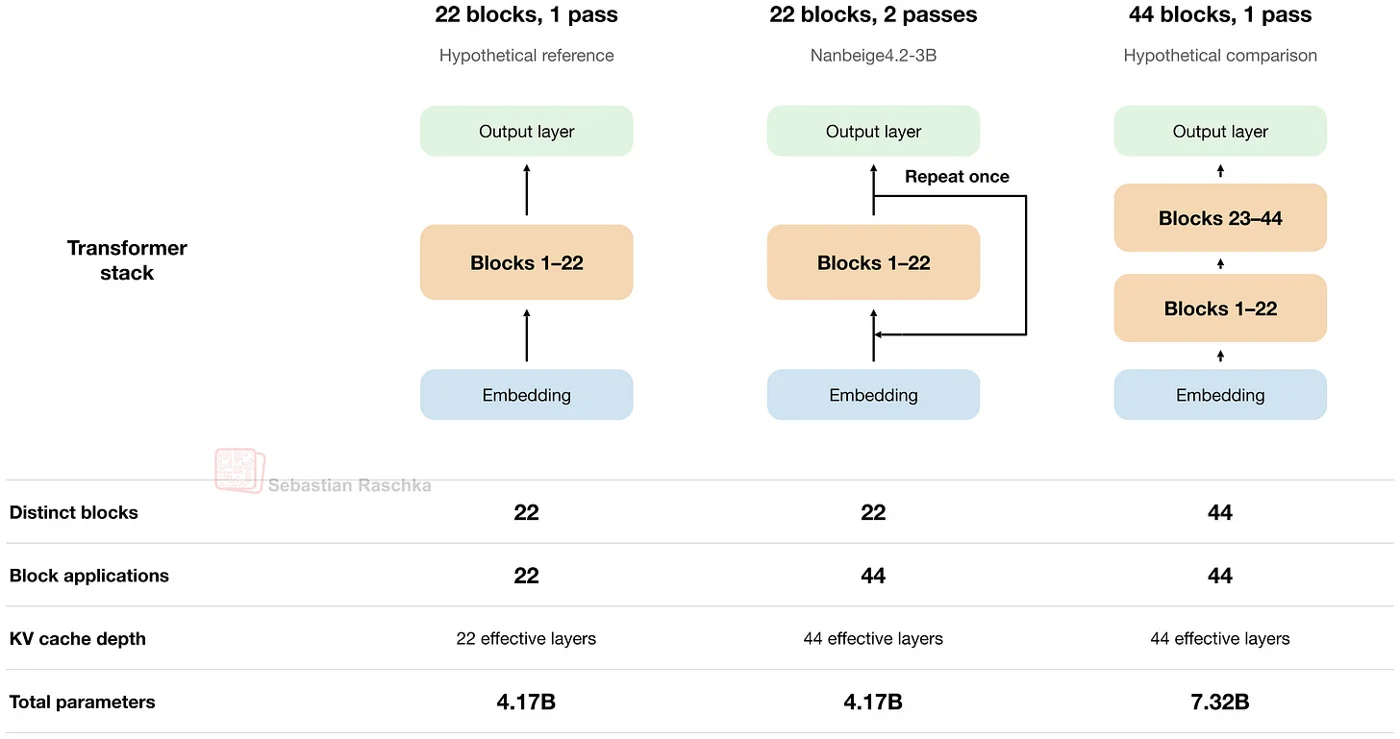 22 blocks, 1 pass
22 blocks, 2 passes
44 blocks, 1 pass
Hypothetical reference
Nanbeige4.2-3B
Hypothetical comparison
Transformer
stack
Output layer
Blocks 1–22
Embedding
Output layer
Repeat once
Blocks 1–22
Embedding
Output layer
Blocks 23–44
Blocks 1–22
Embedding
Sebastian Raschka
Distinct blocks 22 22 44
Block applications 22 44 44
KV cache depth 22 effective layers 44 effective layers 44 effective layers
Total parameters 4.17B 4.17B 7.32B